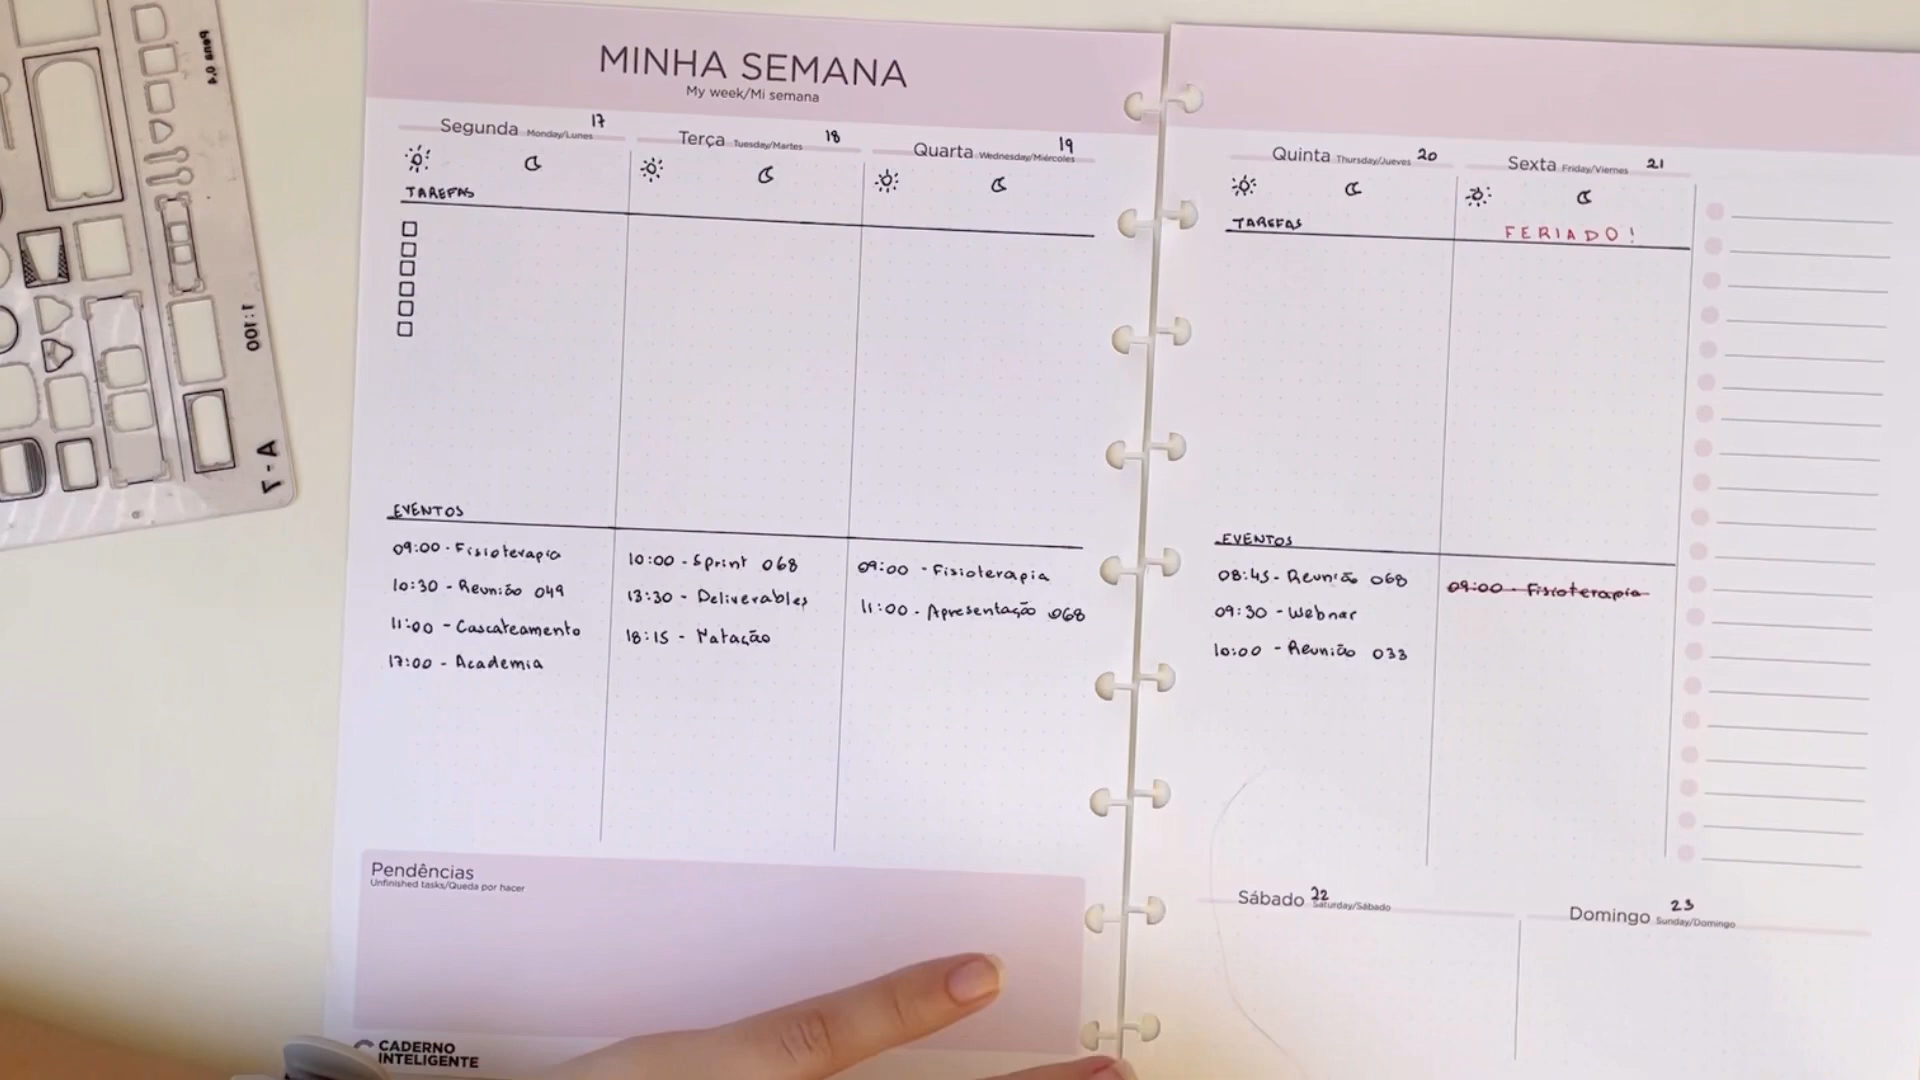 MINHA SEMANA
My week/Mi semana
Segunda Monday/Lunes 17
Terça Tuesday/Martes 18
Quarta Wednesday/Miércoles 19
TAREFAS
EVENTOS
09:00 - Fisioterapia
10:30 - Reunião 049
11:00 - Cascateamento
17:00 - Academia
10:00 - Sprint 068
13:30 - Deliverables
18:15 - Natação
09:00 - Fisioterapia
11:00 - Apresentação 068
Pendências
Unfinished tasks/Queda por hacer
CADERNO
INTELIGENTE
Quinta Thursday/Jueves 20
Sexta Friday/Viernes 21
TAREFAS
FERIADO!
EVENTOS
08:45 - Reunião 068
09:30 - Webnar
10:00 - Reunião 033
09:00 - Fisioterapia
Sábado 22 Saturday/Sábado
Domingo 23 Sunday/Domingo
Pens 0,4
1:100
A-7